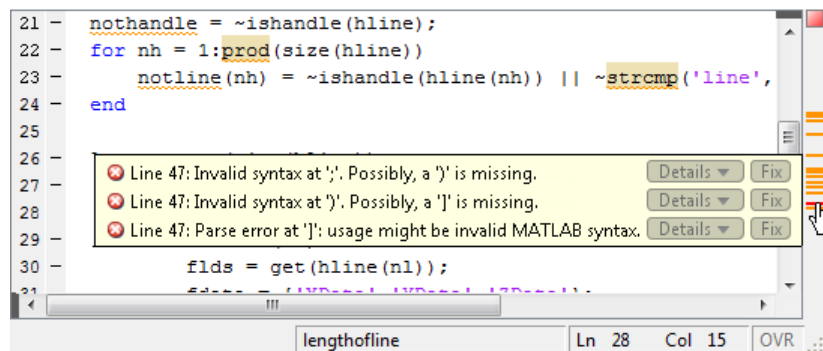 21 - nothandle = ~ishandle(hline);
22 - for nh = 1:prod(size(hline))
23 - notline(nh) = ~ishandle(hline(nh)) || ~strcmp('line',
24 - end
25
26 -
Line 47: Invalid syntax at ';'. Possibly, a ')' is missing. Details Fix
27 -
Line 47: Invalid syntax at ')'. Possibly, a ']' is missing. Details Fix
28
Line 47: Parse error at ']': usage might be invalid MATLAB syntax. Details Fix
29 -
30 - flds = get(hline(nl));
31
lengthofline Ln 28 Col 15 OVR